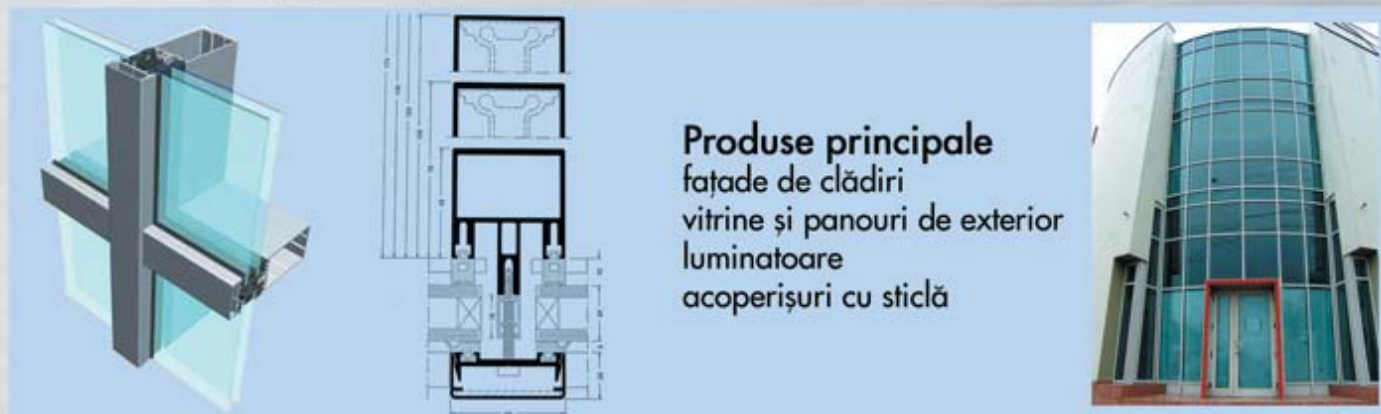 Produse principale
fațade de clădiri
vitrine și panouri de exterior
luminatoare
acoperișuri cu sticlă